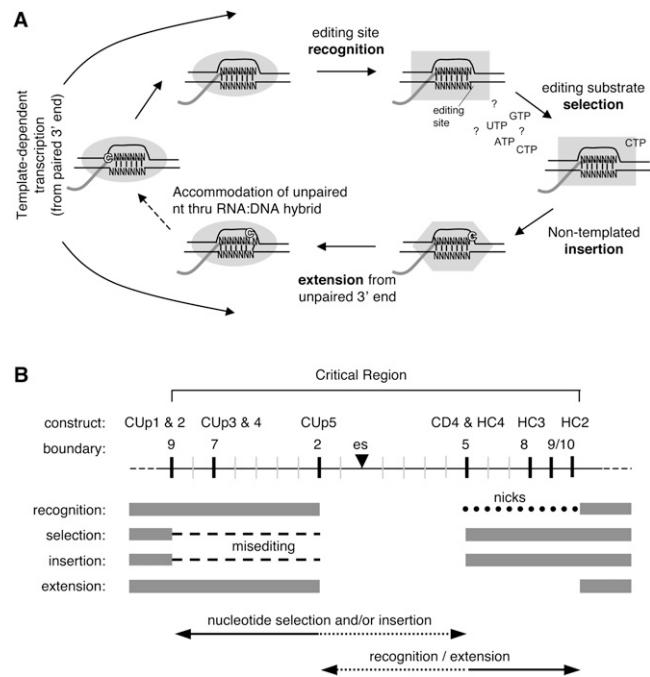 A
Template-dependent
transcription
(from paired 3' end)
editing site
recognition
editing
site
?
?
?
GTP
UTP
ATP
CTP
editing substrate
selection
CTP
Non-templated
insertion
extension from
unpaired 3' end
Accommodation of unpaired
nt thru RNA:DNA hybrid
NNNNNNN
NNNNNNN
C
C
C
B
Critical Region
construct: CUp1 & 2 CUp3 & 4 CUp5 CD4 & HC4 HC3 HC2
boundary: 9 7 2 es 5 8 9/10
recognition: nicks
selection:
misediting
insertion:
extension:
nucleotide selection and/or insertion
recognition / extension